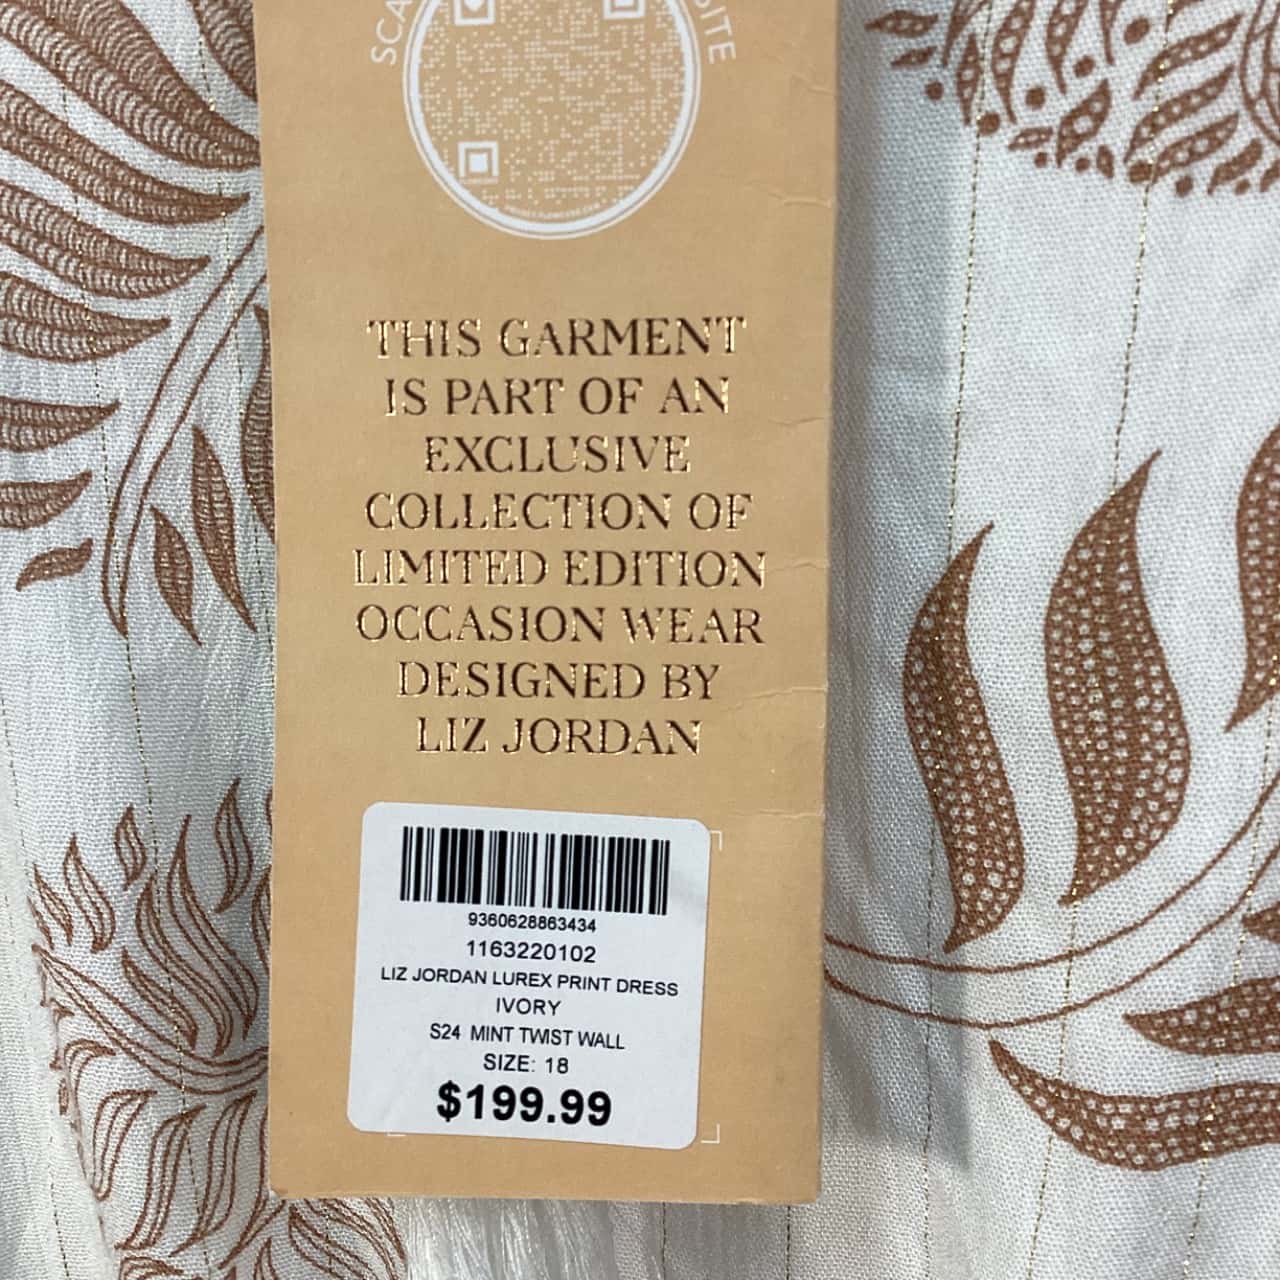 THIS GARMENT
IS PART OF AN
EXCLUSIVE
COLLECTION OF
LIMITED EDITION
OCCASION WEAR
DESIGNED BY
LIZ JORDAN
9360628863434
1163220102
LIZ JORDAN LUREX PRINT DRESS
IVORY
S24 MINT TWIST WALL
SIZE: 18
$199.99